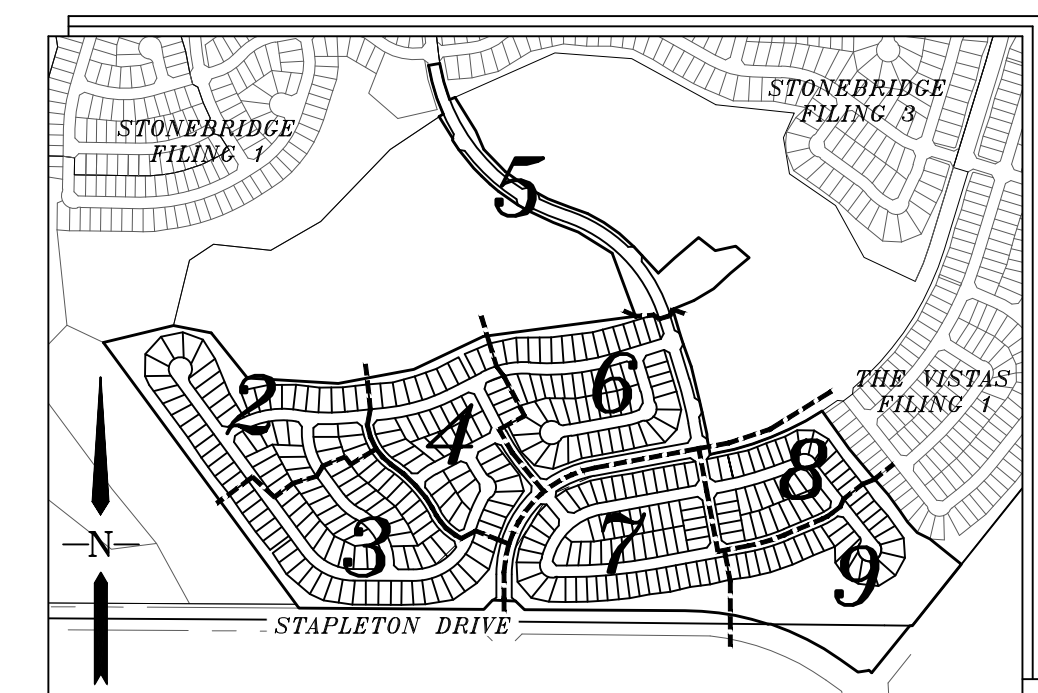 STONEBRIDGE
FILING 3
STONEBRIDGE
FILING 1
5
6
THE VISTAS
FILING 1
2
4
8
7
3
9
N
STAPLETON DRIVE